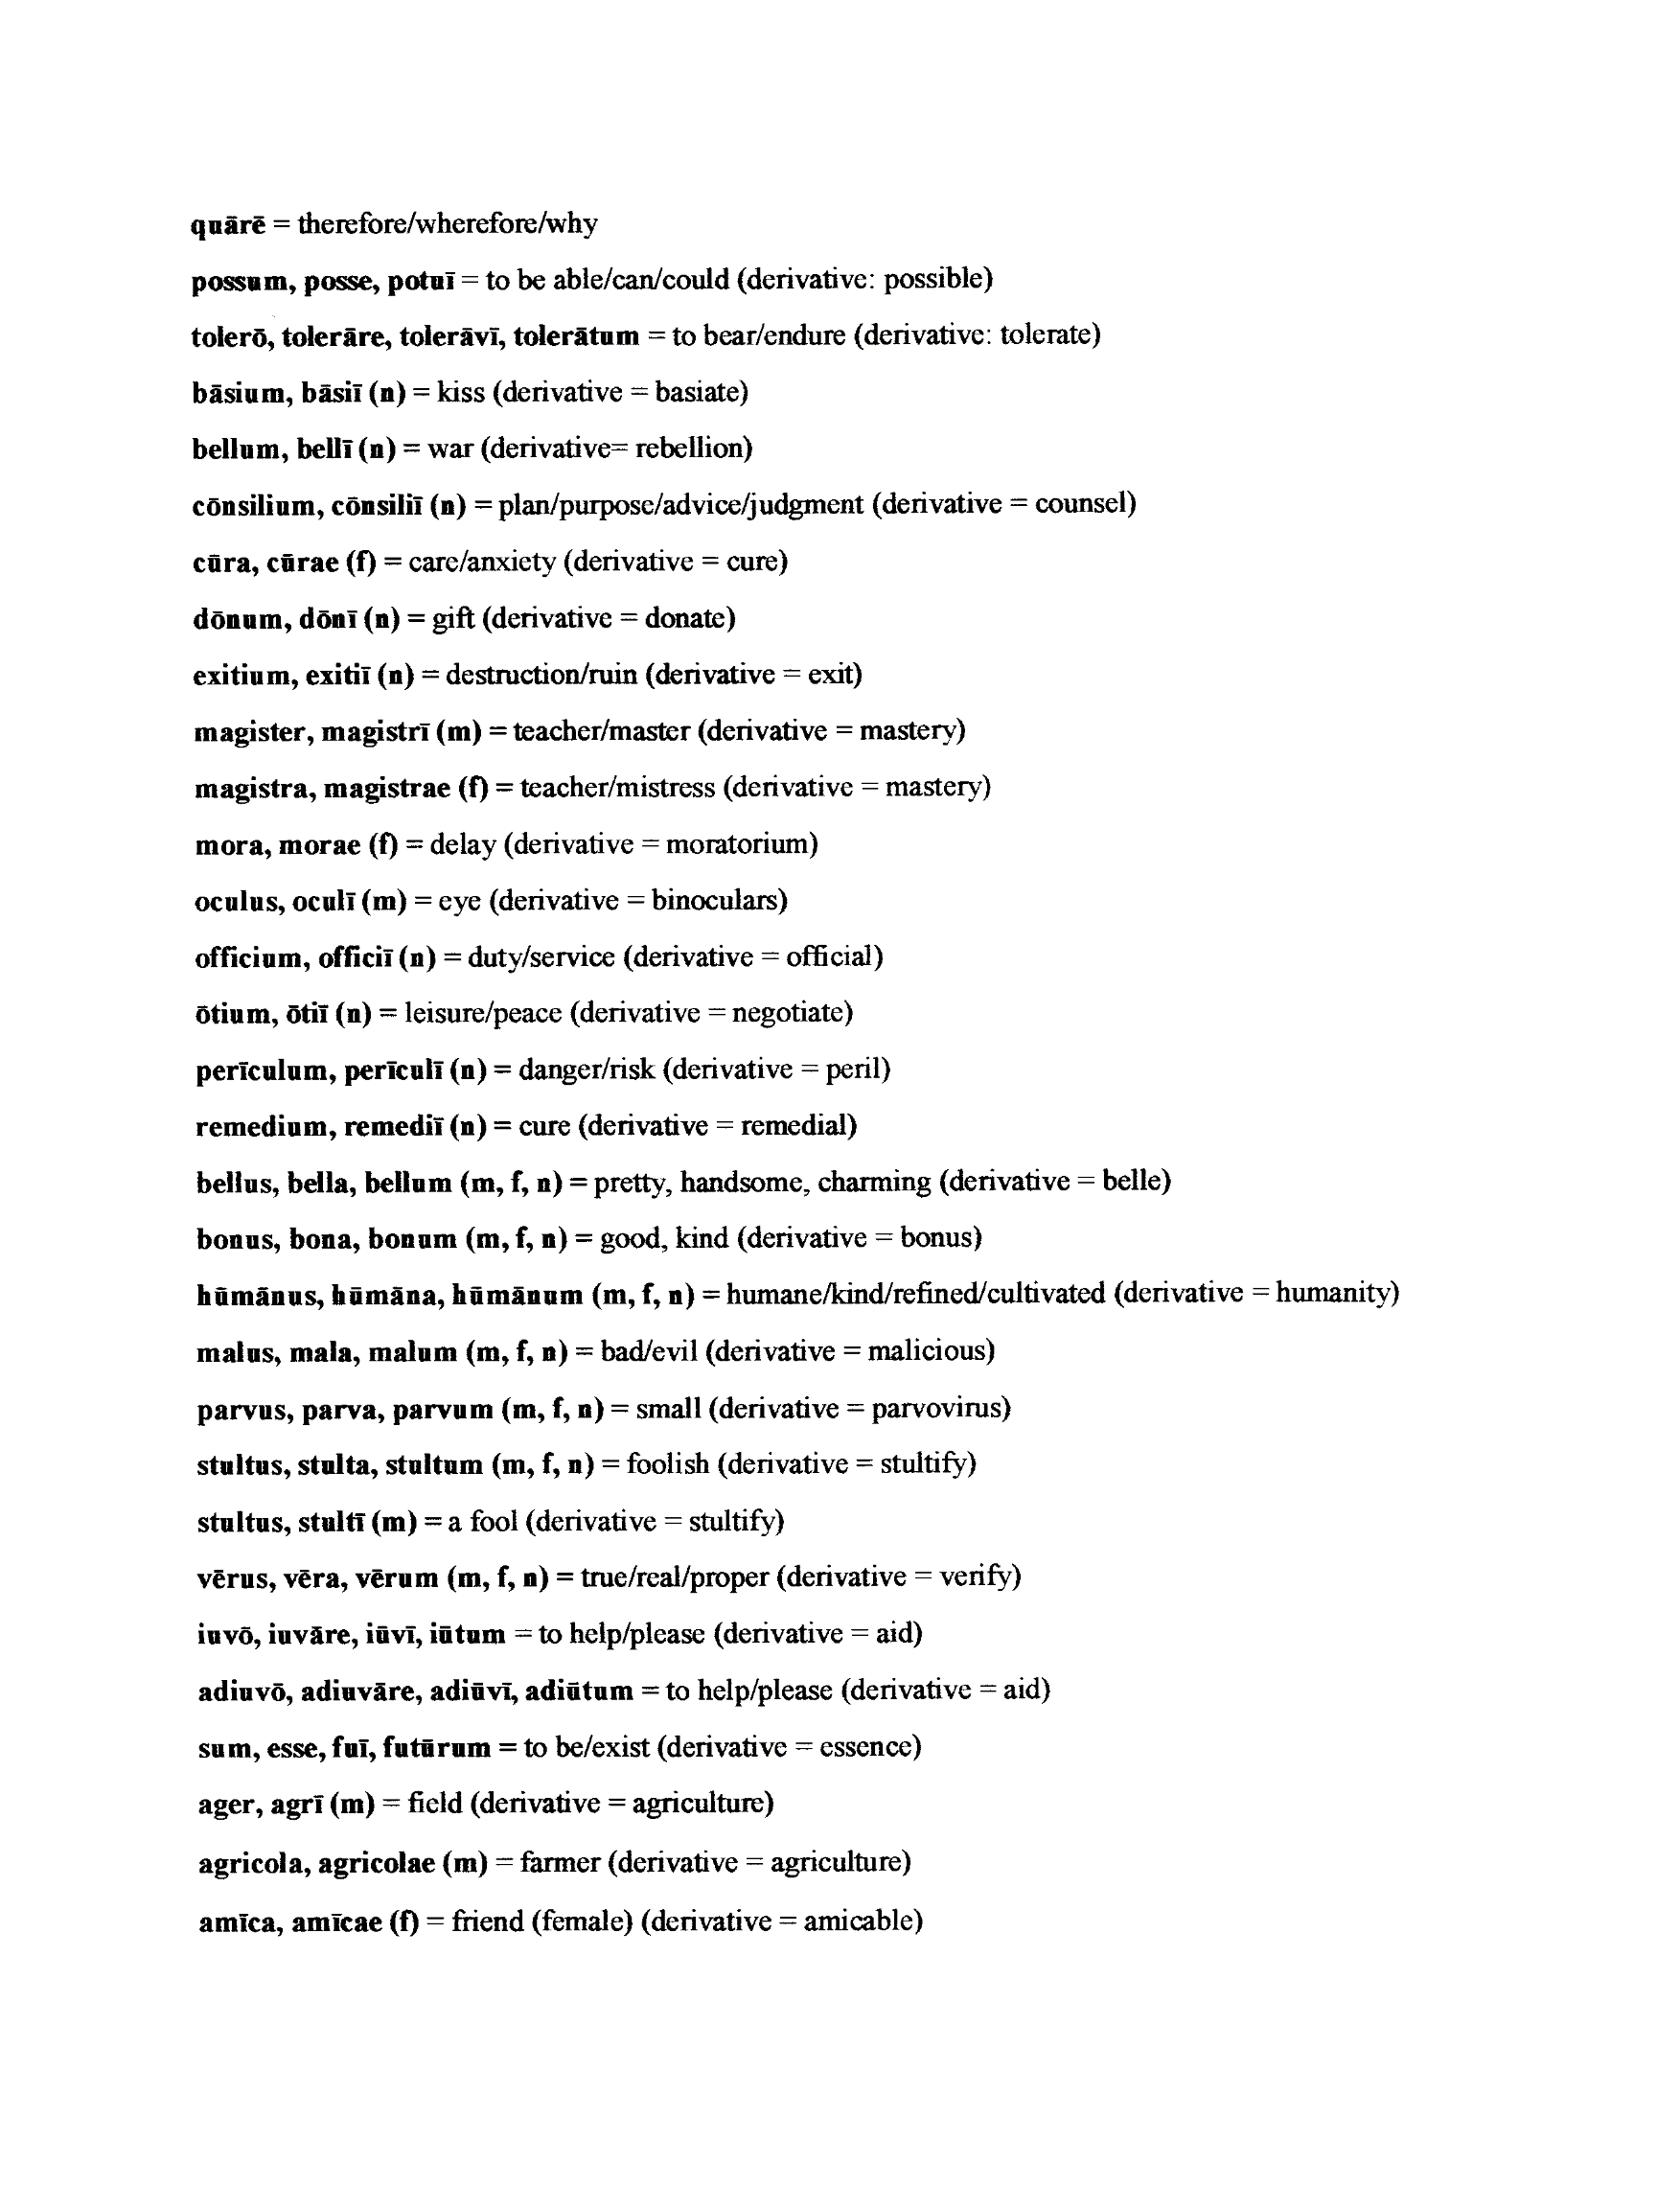 quārē = therefore/wherefore/why
possum, posse, potuī = to be able/can/could (derivative: possible)
tolerō, tolerāre, tolerāvī, tolerātum = to bear/endure (derivative: tolerate)
bāsium, bāsiī (n) = kiss (derivative = basiate)
bellum, bellī (n) = war (derivative= rebellion)
cōnsilium, cōnsiliī (n) = plan/purpose/advice/judgment (derivative = counsel)
cūra, cūrae (f) = care/anxiety (derivative = cure)
dōnum, dōnī (n) = gift (derivative = donate)
exitium, exitiī (n) = destruction/ruin (derivative = exit)
magister, magistrī (m) = teacher/master (derivative = mastery)
magistra, magistrae (f) = teacher/mistress (derivative = mastery)
mora, morae (f) = delay (derivative = moratorium)
oculus, oculī (m) = eye (derivative = binoculars)
officium, officiī (n) = duty/service (derivative = official)
ōtium, ōtiī (n) = leisure/peace (derivative = negotiate)
perīculum, perīculī (n) = danger/risk (derivative = peril)
remedium, remediī (n) = cure (derivative = remedial)
bellus, bella, bellum (m, f, n) = pretty, handsome, charming (derivative = belle)
bonus, bona, bonum (m, f, n) = good, kind (derivative = bonus)
hūmānus, hūmāna, hūmānum (m, f, n) = humane/kind/refined/cultivated (derivative = humanity)
malus, mala, malum (m, f, n) = bad/evil (derivative = malicious)
parvus, parva, parvum (m, f, n) = small (derivative = parvovirus)
stultus, stulta, stultum (m, f, n) = foolish (derivative = stultify)
stultus, stultī (m) = a fool (derivative = stultify)
vērus, vēra, vērum (m, f, n) = true/real/proper (derivative = verify)
iuvō, iuvāre, iūvī, iūtum = to help/please (derivative = aid)
adiuvō, adiuvāre, adiūvī, adiūtum = to help/please (derivative = aid)
sum, esse, fuī, futūrum = to be/exist (derivative = essence)
ager, agrī (m) = field (derivative = agriculture)
agricola, agricolae (m) = farmer (derivative = agriculture)
amīca, amīcae (f) = friend (female) (derivative = amicable)